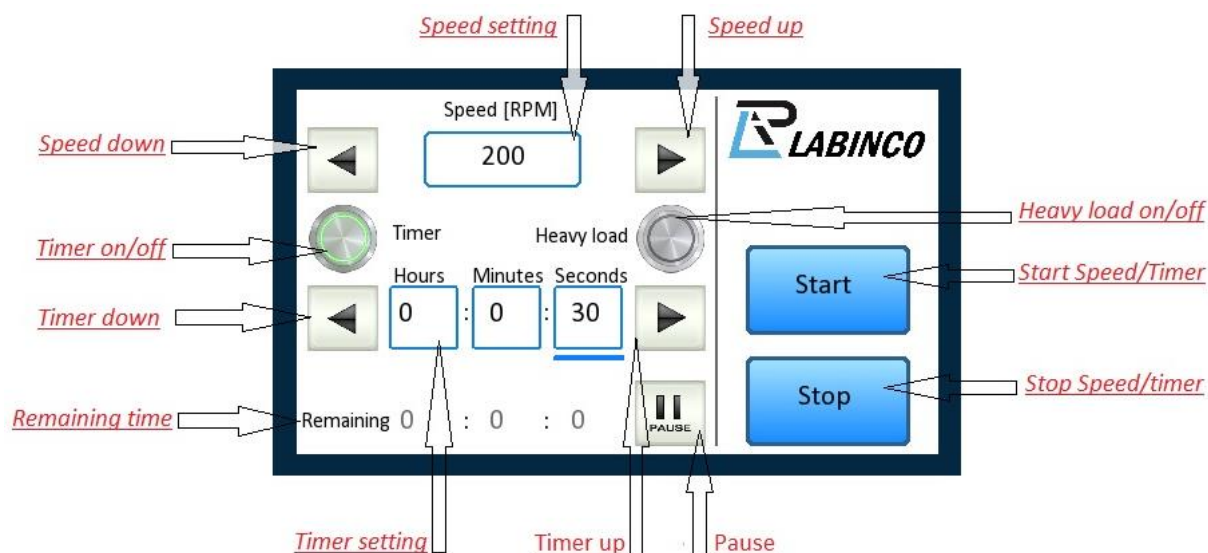 Speed setting
Speed up
Speed [RPM]
Speed down
200
LABINCO
Timer on/off
Timer
Heavy load
Heavy load on/off
Hours Minutes Seconds
Start
Start Speed/Timer
Timer down
0 : 0 : 30
Stop
Stop Speed/timer
Remaining time
Remaining 0 : 0 : 0
PAUSE
Timer setting
Timer up
Pause